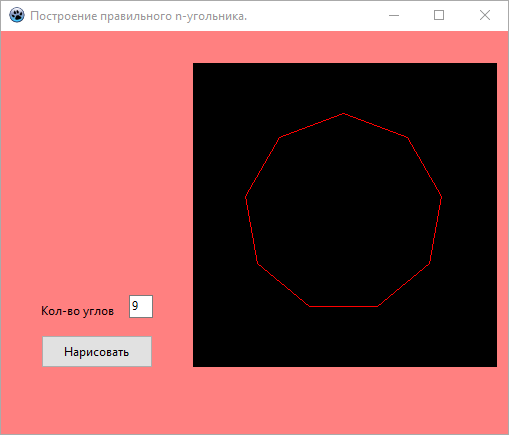 Построение правильного n-угольника.
Кол-во углов 9
Нарисовать